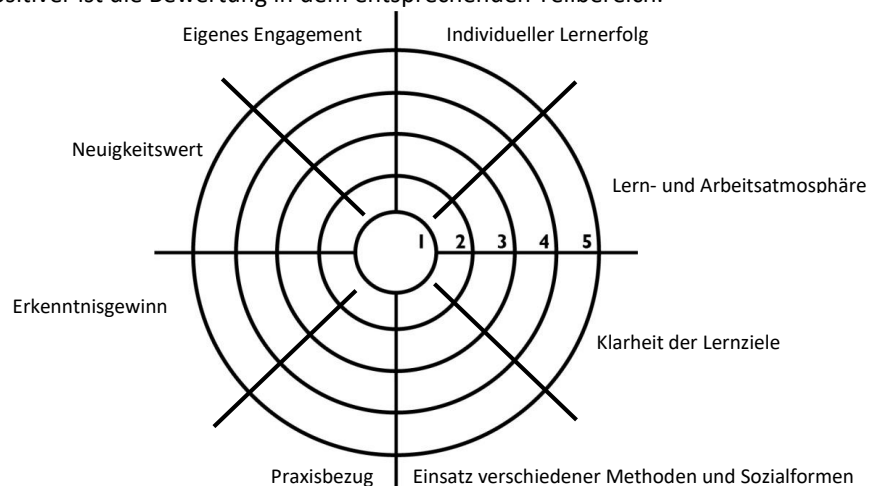 ositiver ist die Bewertung in dem entsprechenden Teilbereich.
Eigenes Engagement
Individueller Lernerfolg
Neuigkeitswert
Lern- und Arbeitsatmosphäre
1 2 3 4 5
Erkenntnisgewinn
Klarheit der Lernziele
Praxisbezug
Einsatz verschiedener Methoden und Sozialformen